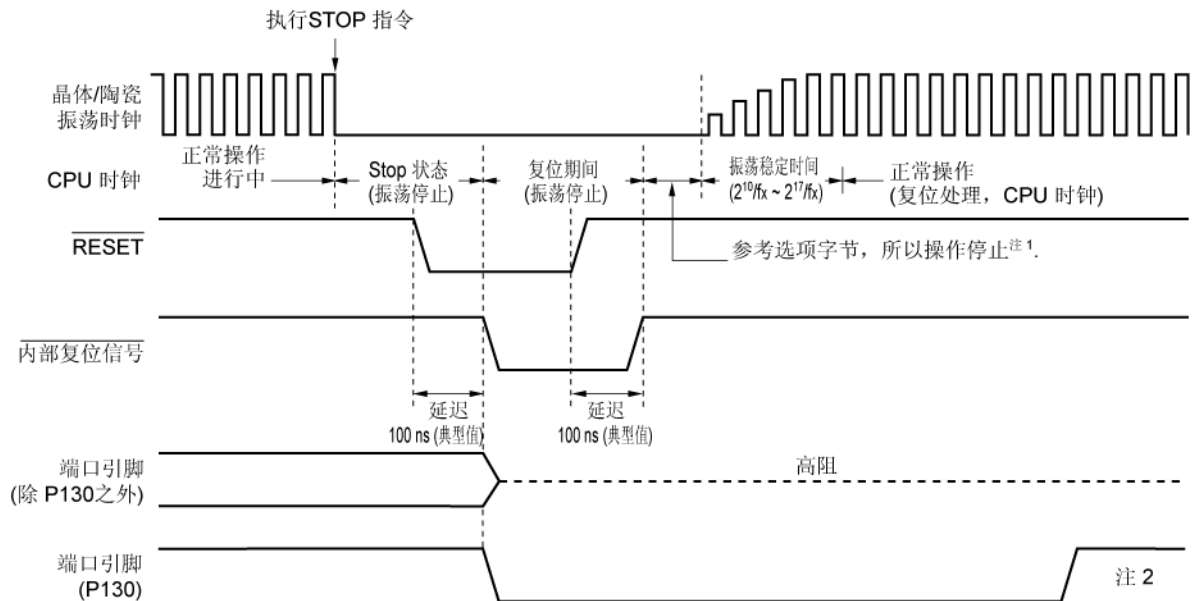 执行STOP 指令
晶体/陶瓷
振荡时钟
CPU 时钟
正常操作
进行中
Stop 状态
(振荡停止)
复位期间
(振荡停止)
振荡稳定时间
(2¹⁰/fx ~ 2¹⁷/fx)
正常操作
(复位处理，CPU 时钟)
RESET
参考选项字节，所以操作停止注 1.
内部复位信号
延迟
100 ns (典型值)
延迟
100 ns (典型值)
端口引脚
(除 P130之外)
高阻
端口引脚
(P130)
注 2